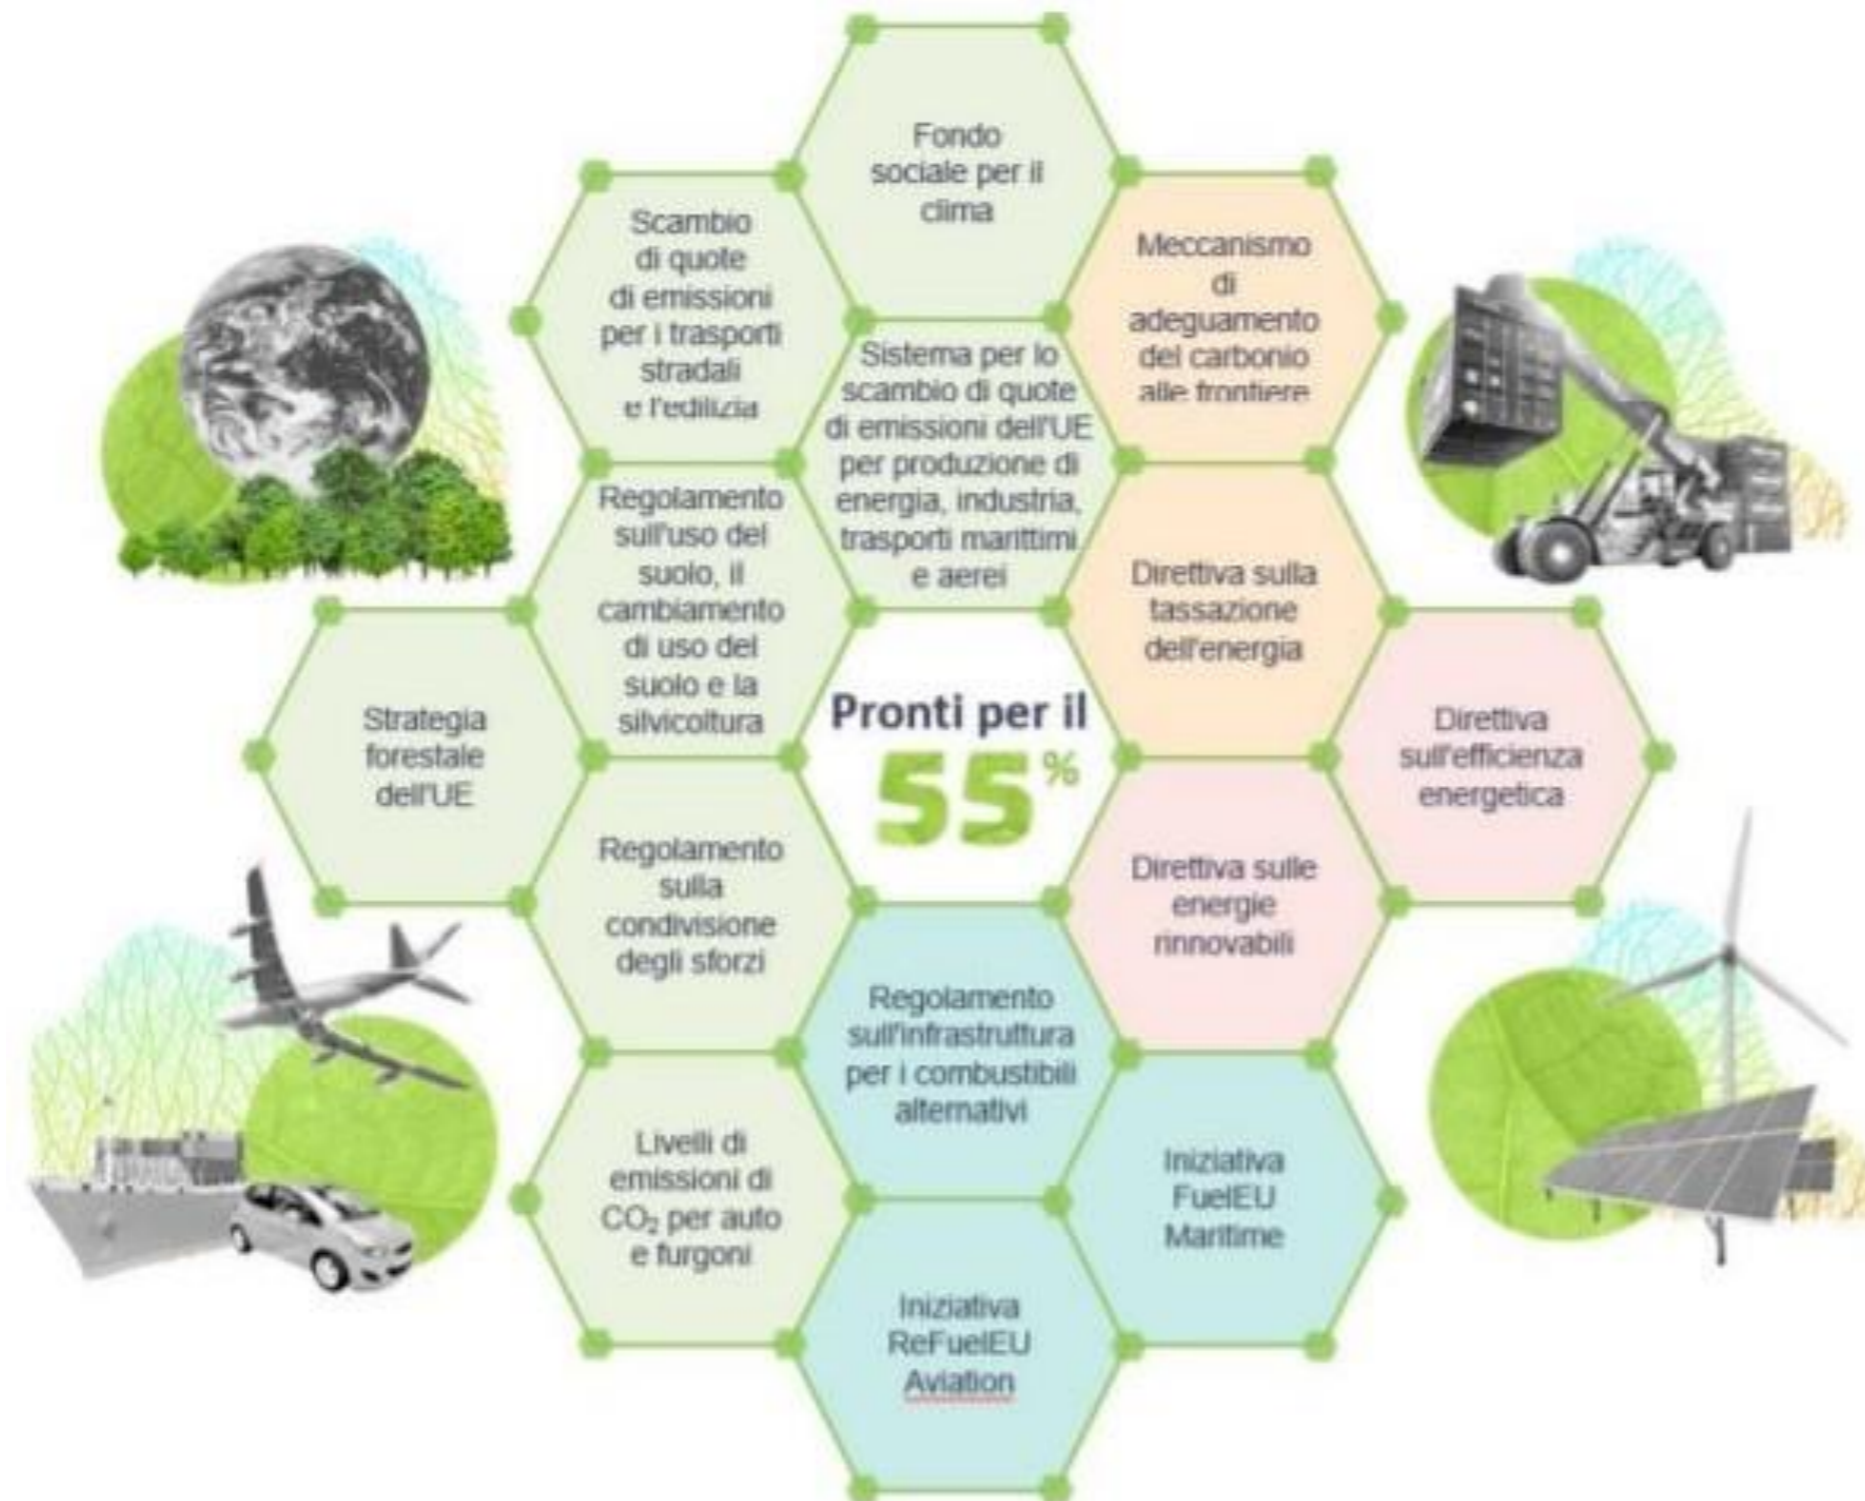 Fondo
sociale per il
clima
Scambio
di quote
di emissioni
per i trasporti
stradali
e l'edilizia
Meccanismo
di
adeguamento
del carbonio
alle frontiere
Sistema per lo
scambio di quote
di emissioni dell'UE
per produzione di
energia, industria,
trasporti marittimi
e aerei
Regolamento
sull'uso del
suolo, il
cambiamento
di uso del
suolo e la
silvicoltura
Direttiva sulla
tassazione
dell'energia
Strategia
forestale
dell'UE
Pronti per il
55%
Direttiva
sull'efficienza
energetica
Regolamento
sulla
condivisione
degli sforzi
Direttiva sulle
energie
rinnovabili
Regolamento
sull'infrastruttura
per i combustibili
alternativi
Livelli di
emissioni di
CO₂ per auto
e furgoni
Iniziativa
FuelEU
Maritime
Iniziativa
ReFuelEU
Aviation